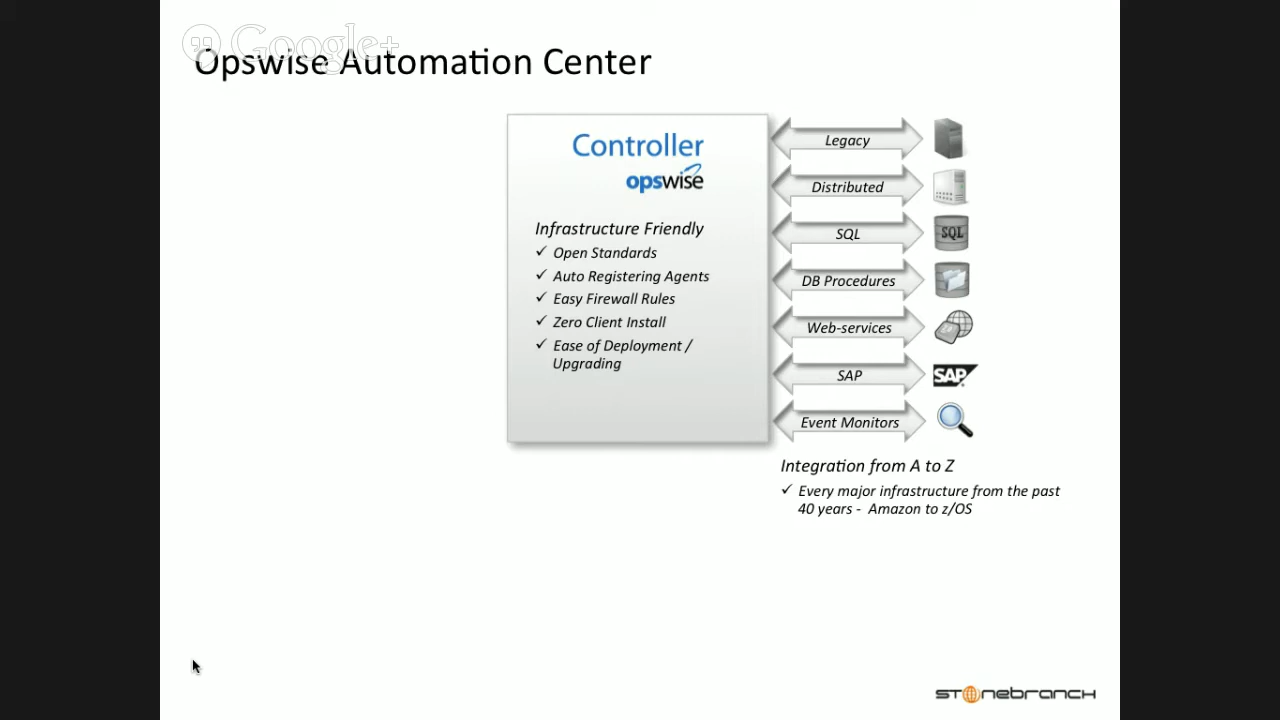 Google+
Opswise Automation Center
Controller
opswise
Infrastructure Friendly
✓ Open Standards
✓ Auto Registering Agents
✓ Easy Firewall Rules
✓ Zero Client Install
✓ Ease of Deployment /
Upgrading
Legacy
Distributed
SQL
SQL
DB Procedures
Web-services
SAP
SAP
Event Monitors
Integration from A to Z
✓ Every major infrastructure from the past
40 years - Amazon to z/OS
stonebranch